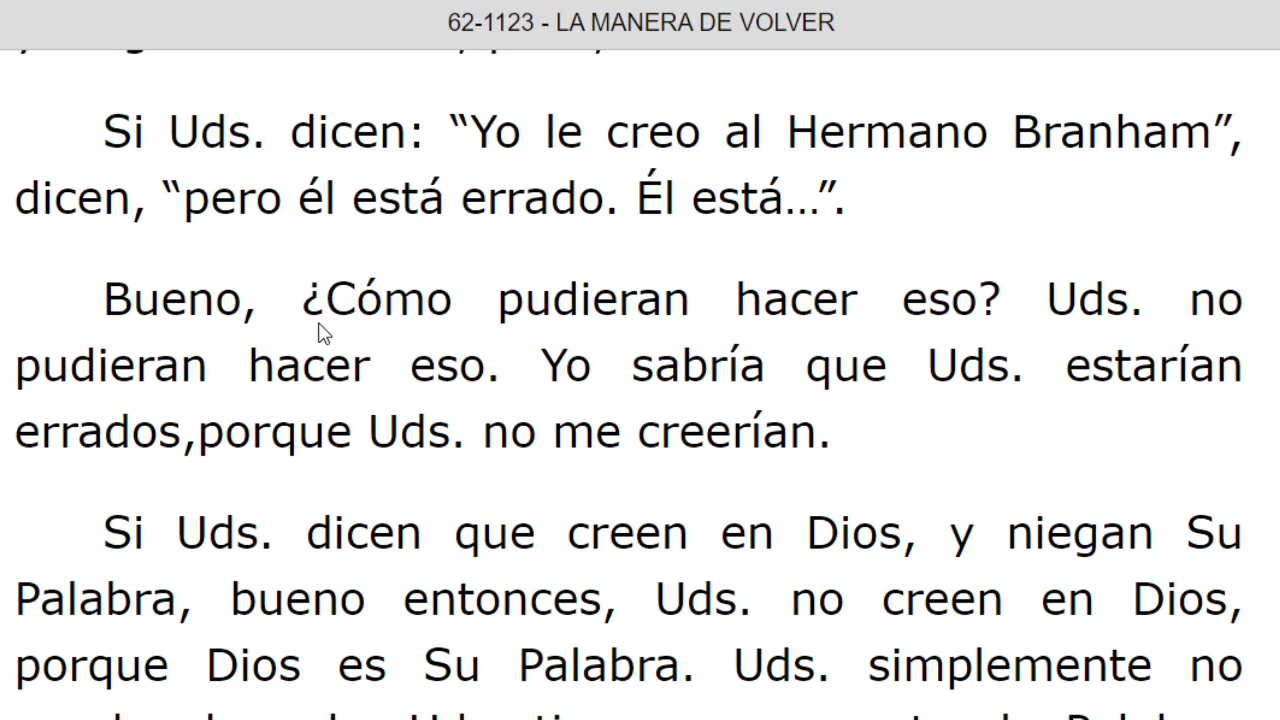 62-1123 - LA MANERA DE VOLVER
Si Uds. dicen: “Yo le creo al Hermano Branham”,
dicen, “pero él está errado. Él está...”.
Bueno, ¿Cómo pudieran hacer eso? Uds. no
pudieran hacer eso. Yo sabría que Uds. estarían
errados,porque Uds. no me creerían.
Si Uds. dicen que creen en Dios, y niegan Su
Palabra, bueno entonces, Uds. no creen en Dios,
porque Dios es Su Palabra. Uds. simplemente no